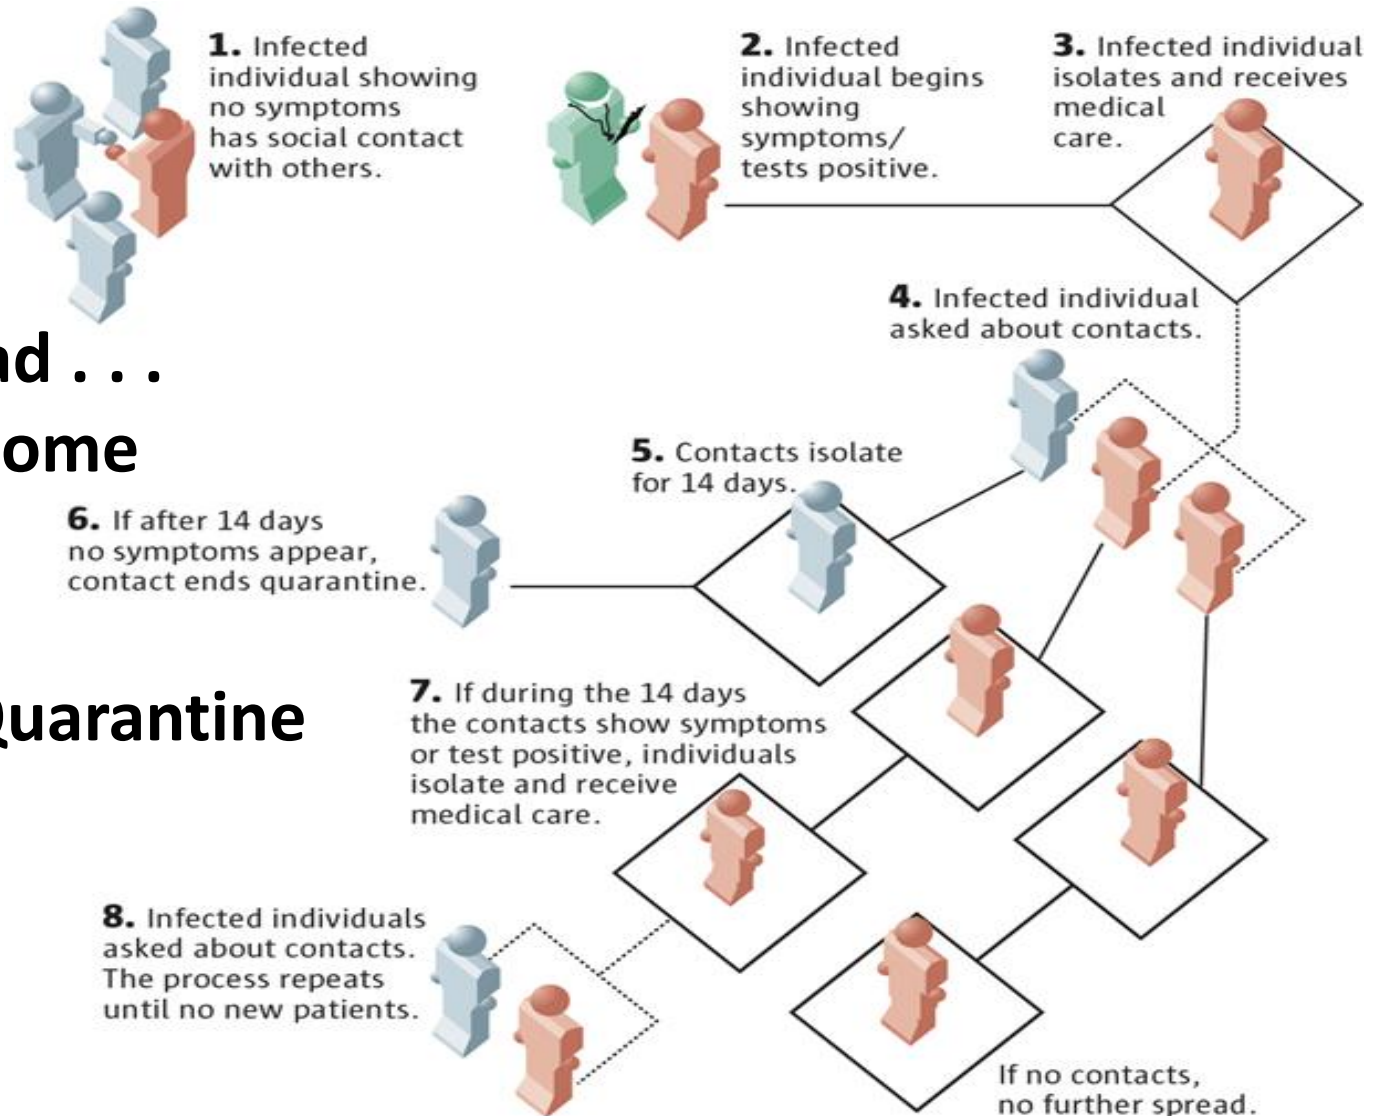 1. Infected
individual showing
no symptoms
has social contact
with others.
2. Infected
individual begins
showing
symptoms/
tests positive.
3. Infected individual
isolates and receives
medical
care.
4. Infected individual
asked about contacts.
ad . . .
ome
5. Contacts isolate
for 14 days.
6. If after 14 days
no symptoms appear,
contact ends quarantine.
Quarantine
7. If during the 14 days
the contacts show symptoms
or test positive, individuals
isolate and receive
medical care.
8. Infected individuals
asked about contacts.
The process repeats
until no new patients.
If no contacts,
no further spread.